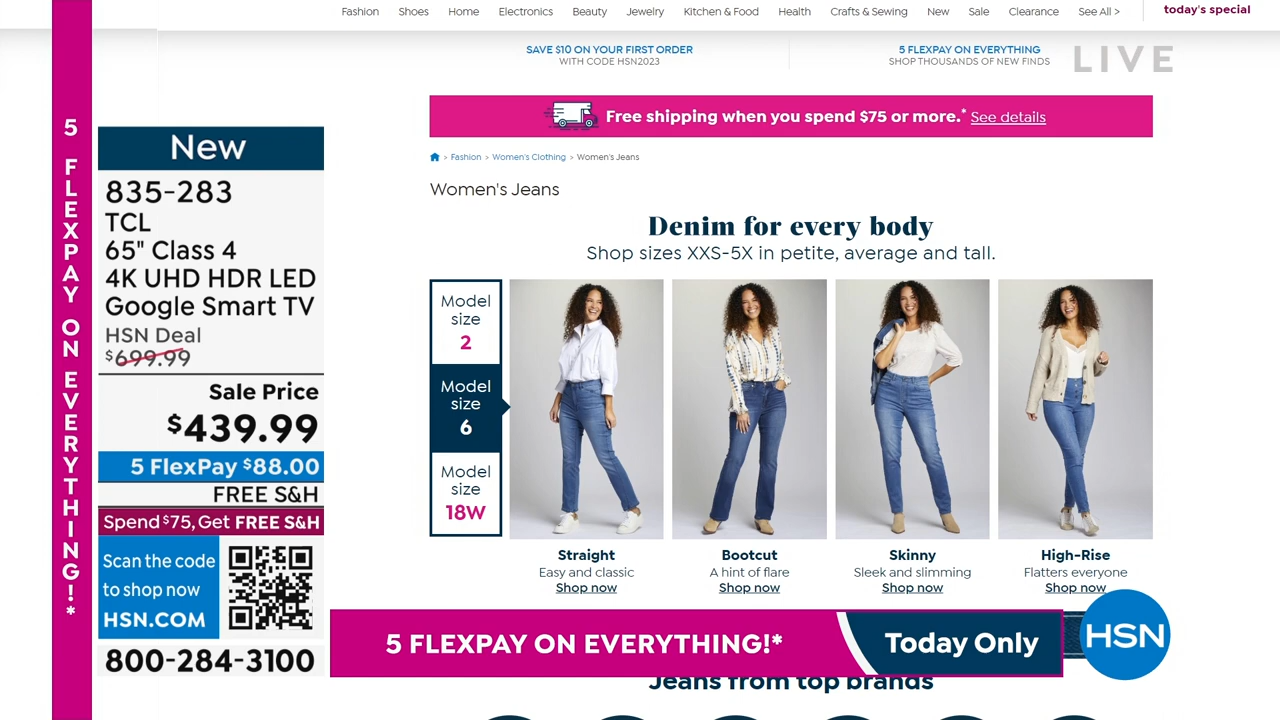 Fashion Shoes Home Electronics Beauty Jewelry Kitchen & Food Health Crafts & Sewing New Sale Clearance See All > today's special
SAVE $10 ON YOUR FIRST ORDER
WITH CODE HSN2023
5 FLEXPAY ON EVERYTHING
SHOP THOUSANDS OF NEW FINDS
LIVE
Free shipping when you spend $75 or more.* See details
> Fashion > Women's Clothing > Women's Jeans
Women's Jeans
Denim for every body
Shop sizes XXS-5X in petite, average and tall.
Model
size
2
Model
size
6
Model
size
18W
Straight
Easy and classic
Shop now
Bootcut
A hint of flare
Shop now
Skinny
Sleek and slimming
Shop now
High-Rise
Flatters everyone
Shop now
5 FLEXPAY ON EVERYTHING!*
New
835-283
TCL
65" Class 4
4K UHD HDR LED
Google Smart TV
HSN Deal
$699.99
Sale Price
$439.99
5 FlexPay $88.00
FREE S&H
Spend $75, Get FREE S&H
Scan the code
to shop now
HSN.COM
800-284-3100
5 FLEXPAY ON EVERYTHING!* Today Only
HSN
Jeans from top brands